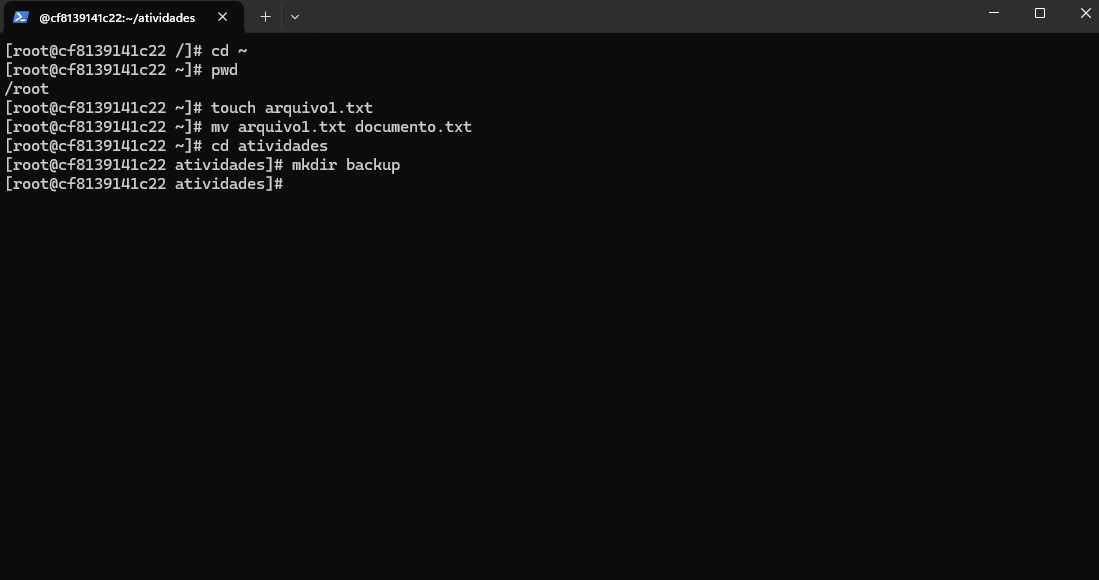 @cf8139141c22:~/atividades
[root@cf8139141c22 /]# cd ~
[root@cf8139141c22 ~]# pwd
/root
[root@cf8139141c22 ~]# touch arquivo1.txt
[root@cf8139141c22 ~]# mv arquivo1.txt documento.txt
[root@cf8139141c22 ~]# cd atividades
[root@cf8139141c22 atividades]# mkdir backup
[root@cf8139141c22 atividades]#